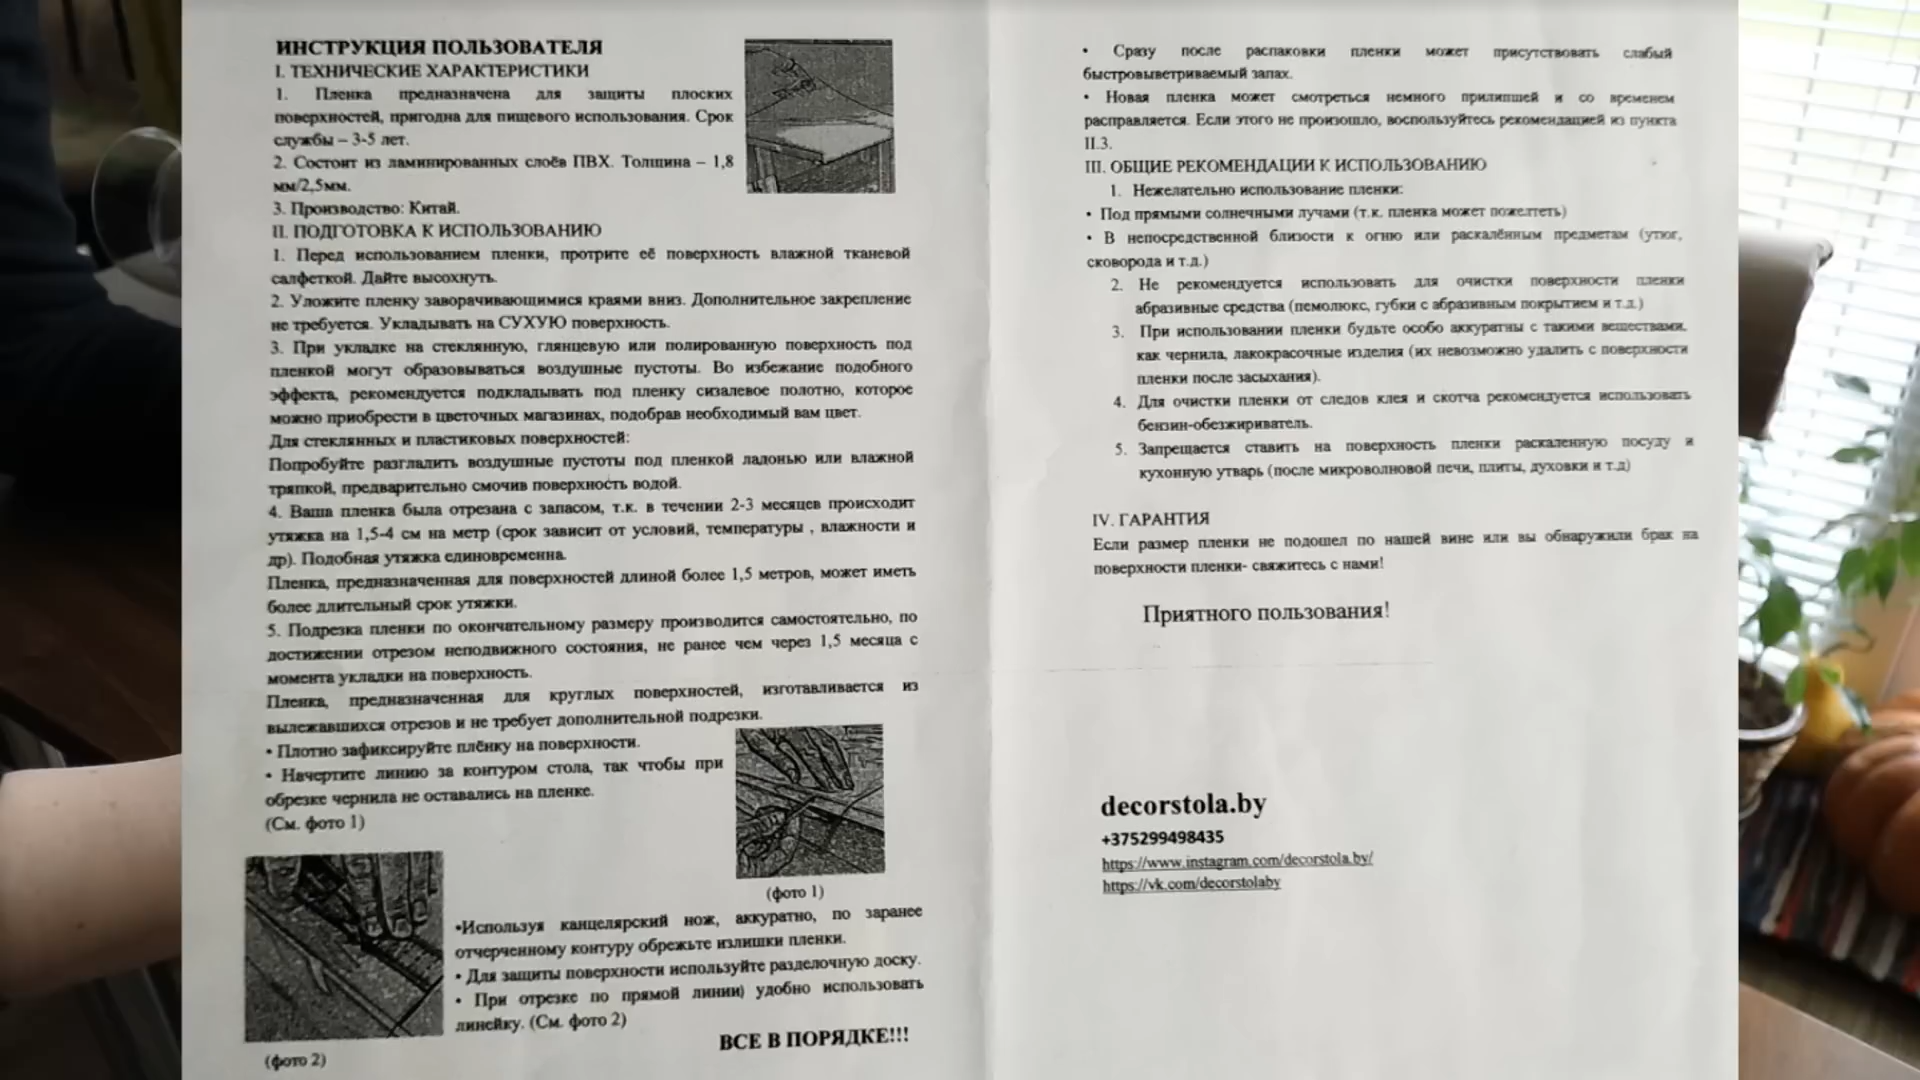 ИНСТРУКЦИЯ ПОЛЬЗОВАТЕЛЯ
I. ТЕХНИЧЕСКИЕ ХАРАКТЕРИСТИКИ
1. Пленка предназначена для защиты плоских
поверхностей, пригодна для пищевого использования. Срок
службы – 3-5 лет.
2. Состоит из ламинированных слоёв ПВХ. Толщина – 1,8
мм/2,5мм.
3. Производство: Китай.
II. ПОДГОТОВКА К ИСПОЛЬЗОВАНИЮ
1. Перед использованием пленки, протрите её поверхность влажной тканевой
салфеткой. Дайте высохнуть.
2. Уложите пленку заворачивающимися краями вниз. Дополнительное закрепление
не требуется. Укладывать на СУХУЮ поверхность.
3. При укладке на стеклянную, глянцевую или полированную поверхность под
пленкой могут образовываться воздушные пустоты. Во избежание подобного
эффекта, рекомендуется подкладывать под пленку сизалевое полотно, которое
можно приобрести в цветочных магазинах, подобрав необходимый вам цвет.
Для стеклянных и пластиковых поверхностей:
Попробуйте разгладить воздушные пустоты под пленкой ладонью или влажной
тряпкой, предварительно смочив поверхность водой.
4. Ваша пленка была отрезана с запасом, т.к. в течении 2-3 месяцев происходит
утяжка на 1,5-4 см на метр (срок зависит от условий, температуры , влажности и
др). Подобная утяжка единовременна.
Пленка, предназначенная для поверхностей длиной более 1,5 метров, может иметь
более длительный срок утяжки.
5. Подрезка пленки по окончательному размеру производится самостоятельно, по
достижении отрезом неподвижного состояния, не ранее чем через 1,5 месяца с
момента укладки на поверхность.
Пленка, предназначенная для круглых поверхностей, изготавливается из
вылежавшихся отрезов и не требует дополнительной подрезки.
• Плотно зафиксируйте плёнку на поверхности.
• Начертите линию за контуром стола, так чтобы при
обрезке чернила не оставались на пленке.
(См. фото 1)
(фото 1)
•Используя канцелярский нож, аккуратно, по заранее
отчерченному контуру обрежьте излишки пленки.
• Для защиты поверхности используйте разделочную доску.
• При отрезке по прямой линии) удобно использовать
линейку. (См. фото 2)
ВСЕ В ПОРЯДКЕ!!!
(фото 2)
• Сразу после распаковки пленки может присутствовать слабый
быстровыветриваемый запах.
• Новая пленка может смотреться немного прилипшей и со временем
расправляется. Если этого не произошло, воспользуйтесь рекомендацией из пункта
II.3.
III. ОБЩИЕ РЕКОМЕНДАЦИИ К ИСПОЛЬЗОВАНИЮ
1. Нежелательно использование пленки:
• Под прямыми солнечными лучами (т.к. пленка может пожелтеть)
• В непосредственной близости к огню или раскалённым предметам (утюг,
сковорода и т.д.)
2. Не рекомендуется использовать для очистки поверхности пленки
абразивные средства (пемолюкс, губки с абразивным покрытием и т.д.)
3. При использовании пленки будьте особо аккуратны с такими веществами,
как чернила, лакокрасочные изделия (их невозможно удалить с поверхности
пленки после засыхания).
4. Для очистки пленки от следов клея и скотча рекомендуется использовать
бензин-обезжириватель.
5. Запрещается ставить на поверхность пленки раскаленную посуду и
кухонную утварь (после микроволновой печи, плиты, духовки и т.д)
IV. ГАРАНТИЯ
Если размер пленки не подошел по нашей вине или вы обнаружили брак на
поверхности пленки- свяжитесь с нами!
Приятного пользования!
decorstola.by
+375299498435
https://www.instagram.com/decorstola.by/
https://vk.com/decorstolaby